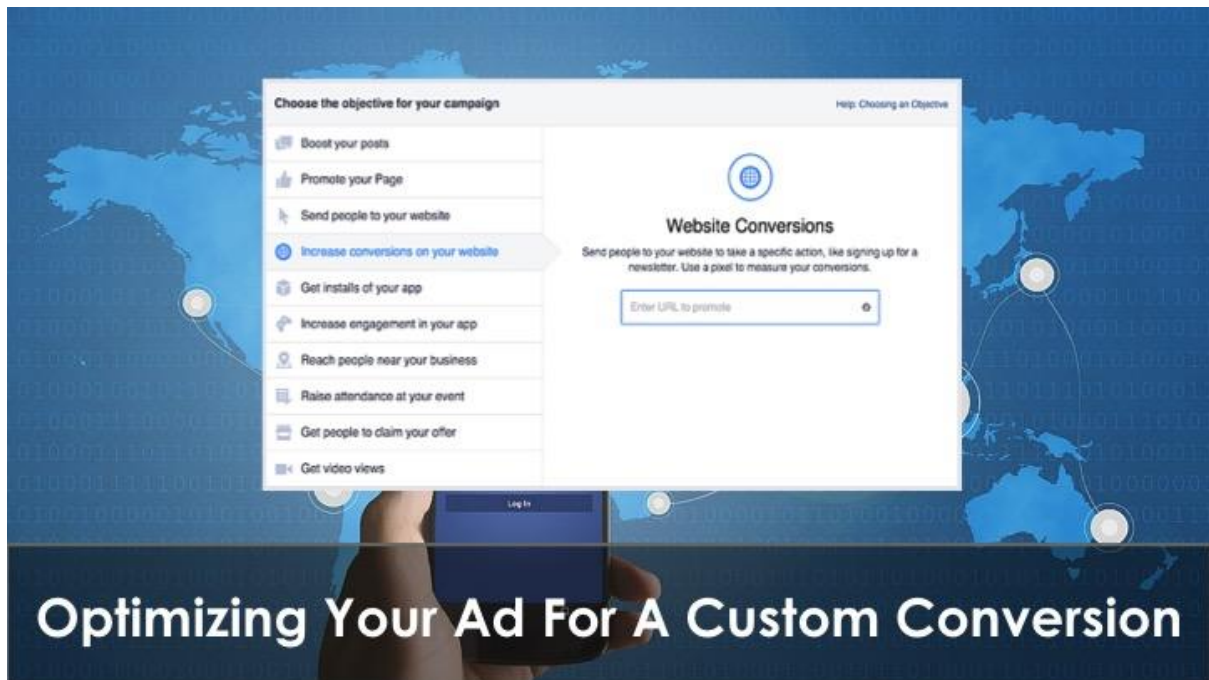 Choose the objective for your campaign
Help: Choosing an Objective
Boost your posts
Promote your Page
Send people to your website
Increase conversions on your website
Get installs of your app
Increase engagement in your app
Reach people near your business
Raise attendance at your event
Get people to claim your offer
Get video views
Website Conversions
Send people to your website to take a specific action, like signing up for a
newsletter. Use a pixel to measure your conversions.
Enter URL to promote
Log In
Optimizing Your Ad For A Custom Conversion